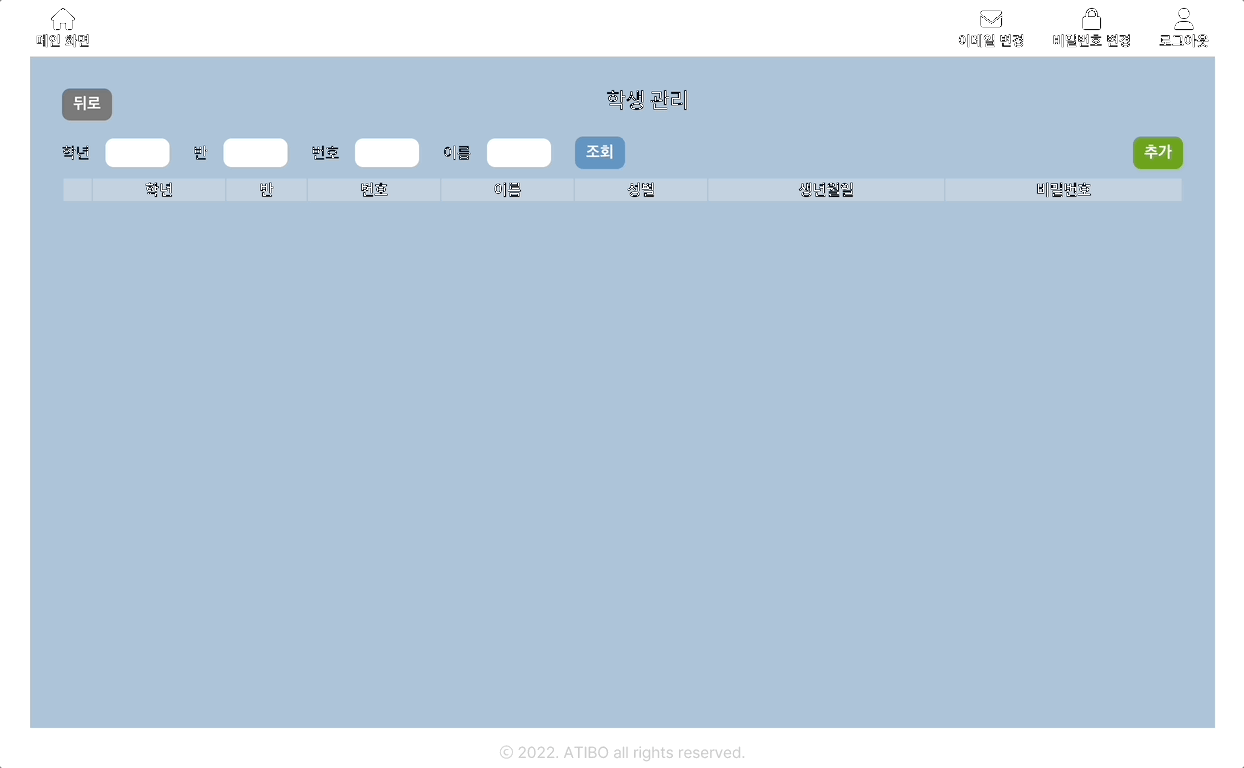 메인 화면 이메일 변경 비밀번호 변경 로그아웃
뒤로 학생 관리
학년 반 번호 이름 조회 추가
학년 반 번호 이름 성별 생년월일 비밀번호
ⓒ 2022. ATIBO all rights reserved.